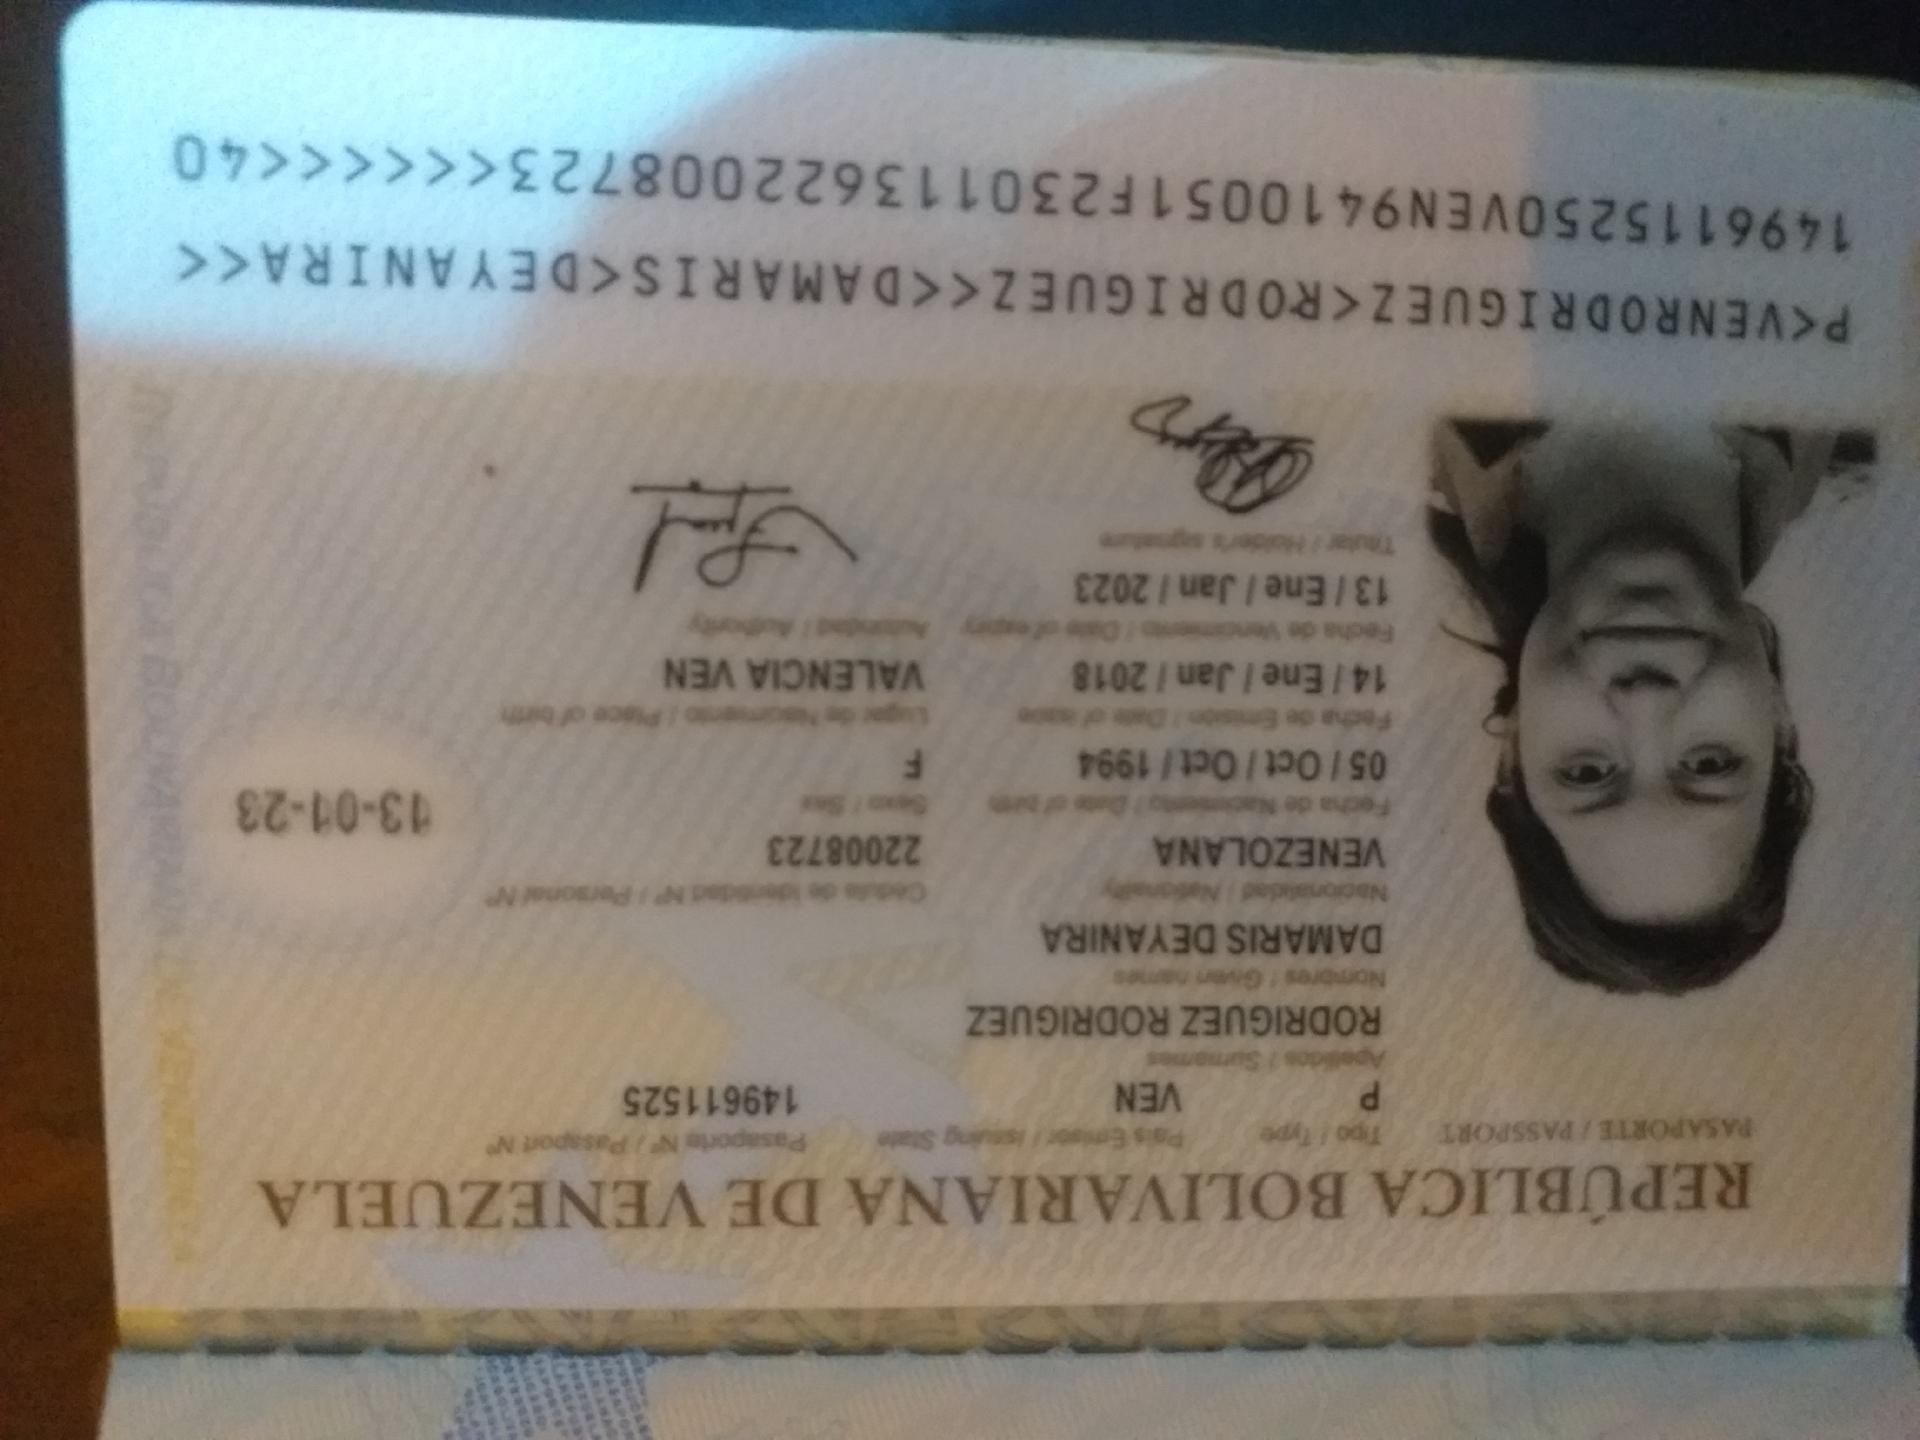 REPÚBLICA BOLIVARIANA DE VENEZUELA
PASAPORTE / PASSPORT
Tipo / Type
País Emisor / Issuing State
Pasaporte Nº / Passport Nº
P
VEN
149611525
Apellidos / Surnames
RODRIGUEZ RODRIGUEZ
Nombres / Given names
DAMARIS DEYANIRA
Nacionalidad / Nationality
Cédula de Identidad Nº / Personal Nº
VENEZOLANA
22008723
Fecha de Nacimiento / Date of birth
Sexo / Sex
05 / Oct / Oct / 1994
F
13-01-23
Fecha de Emisión / Date of issue
Lugar de Nacimiento / Place of birth
14 / Ene / Jan / 2018
VALENCIA VEN
Fecha de Vencimiento / Date of expiry
Autoridad / Authority
13 / Ene / Jan / 2023
Titular / Holder's signature
P<VENRODRIGUEZ<RODRIGUEZ<<DAMARIS<DEYANIRA<<
1496115250VEN9410051F230113622008723<<<<<<40